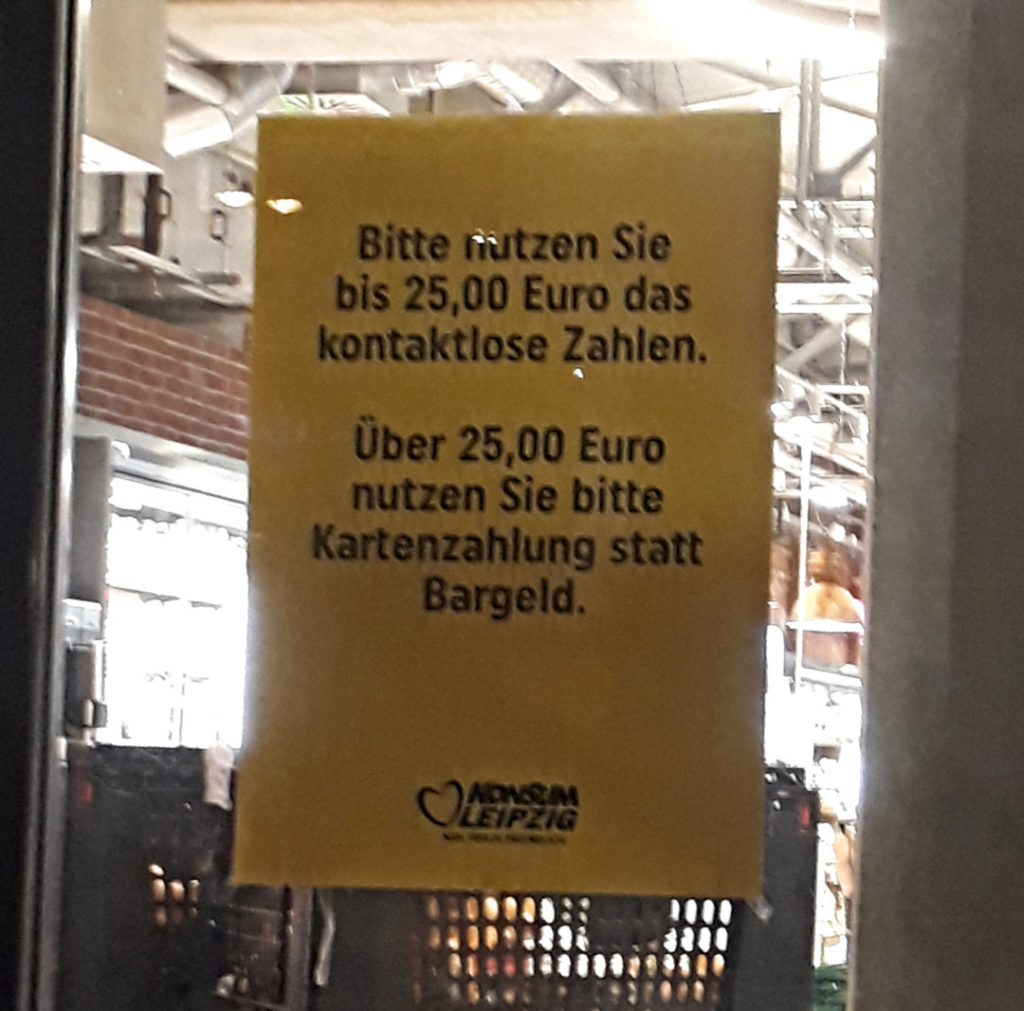 Bitte nutzen Sie
bis 25,00 Euro das
kontaktlose Zahlen.
Über 25,00 Euro
nutzen Sie bitte
Kartenzahlung statt
Bargeld.
KONSUM
LEIPZIG